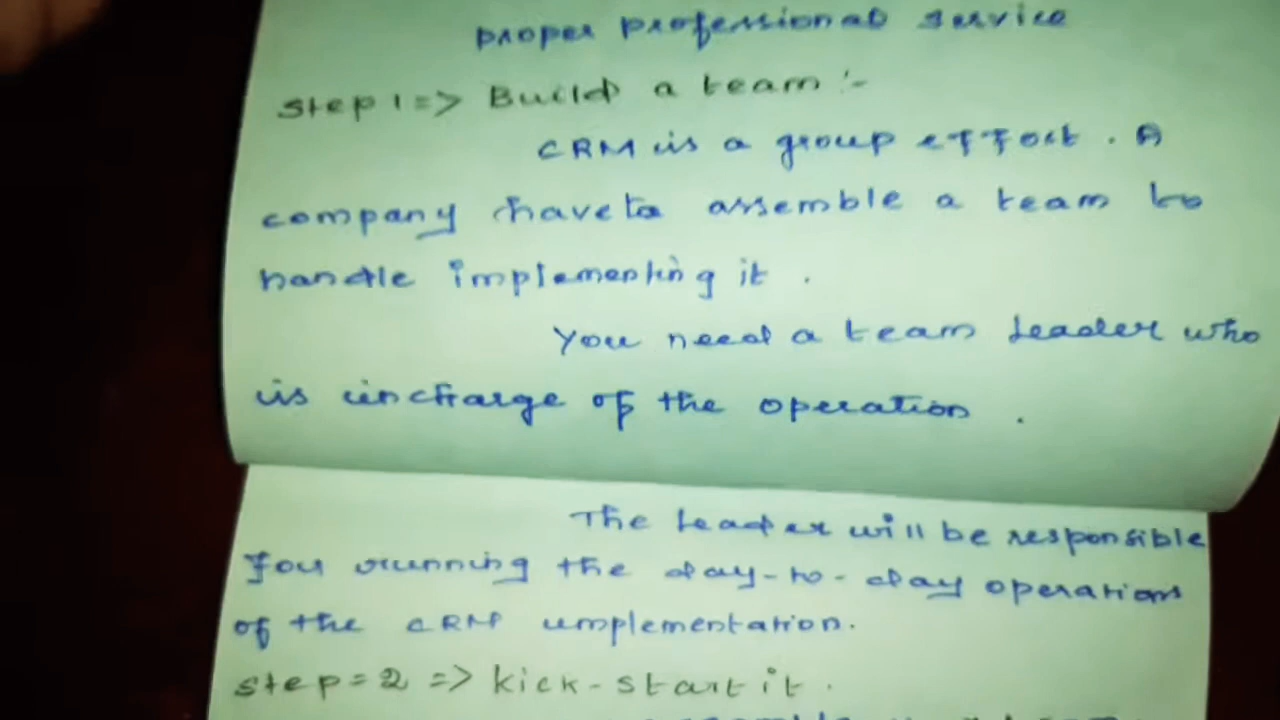 proper professional service
step 1 => Build a team :-
CRM is a group effort. A
company have to assemble a team to
handle implementing it.
You need a team leader who
is incharge of the operation.
The leader will be responsible
for running the day-to-day operations
of the CRM implementation.
step=2 => kick-start it.